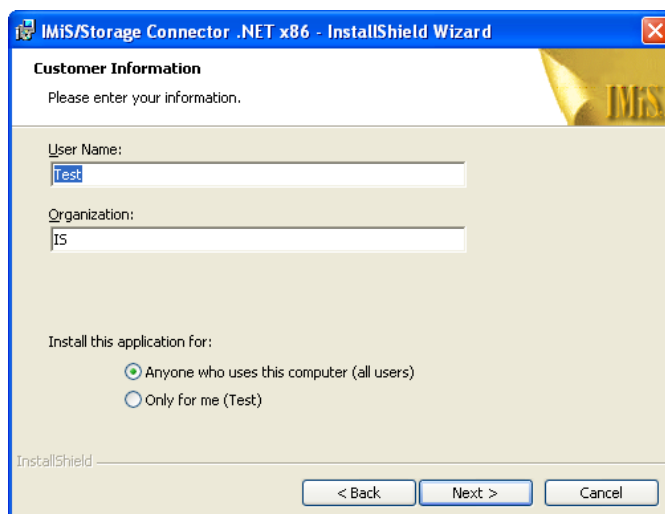 IMiS/Storage Connector .NET x86 - InstallShield Wizard
Customer Information
Please enter your information.
IMiS
User Name:
Test
Organization:
IS
Install this application for:
Anyone who uses this computer (all users)
Only for me (Test)
InstallShield
< Back
Next >
Cancel